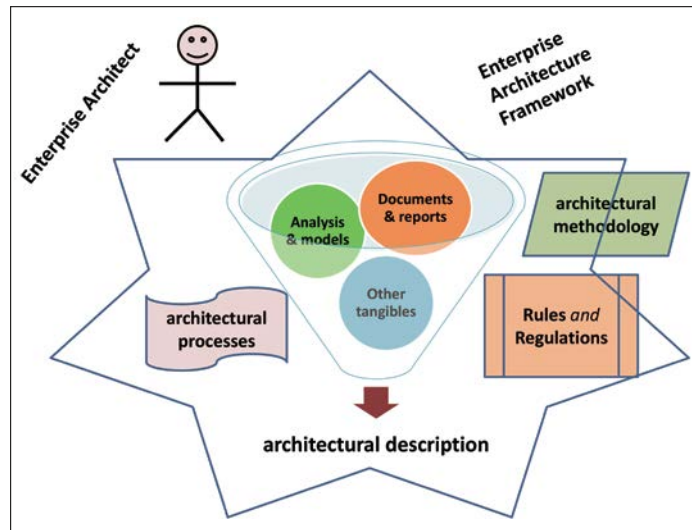 Enterprise Architect
Enterprise
Architecture
Framework
Documents
& reports
Analysis
& models
architectural
methodology
Other
tangibles
architectural
processes
Rules and
Regulations
architectural description